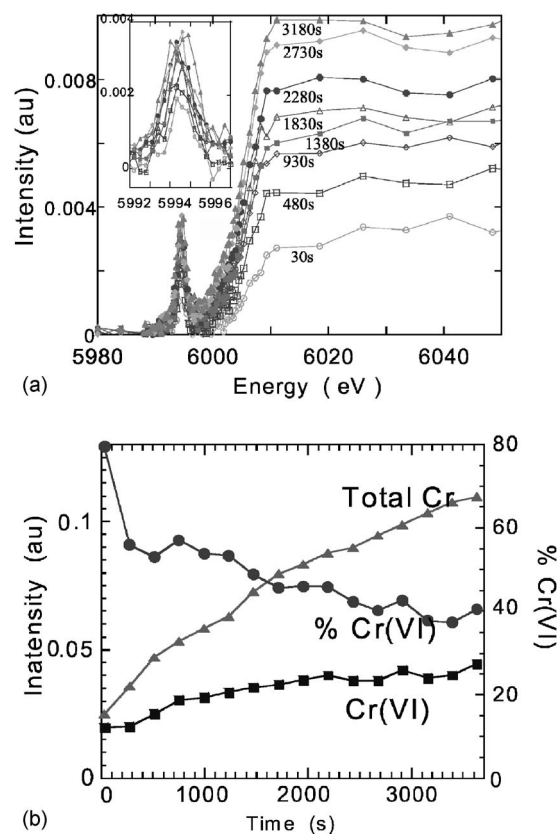 0.004
0.002
0
5992 5994 5996
3180s
2730s
2280s
1830s
1380s
930s
480s
30s
0.008
0.004
0
Intensity (au)
5980 6000 6020 6040
Energy ( eV )
(a)
80
60
40
20
0
% Cr(VI)
0.1
0.05
0
Inatensity (au)
Total Cr
% Cr(VI)
Cr(VI)
0 1000 2000 3000
Time (s)
(b)